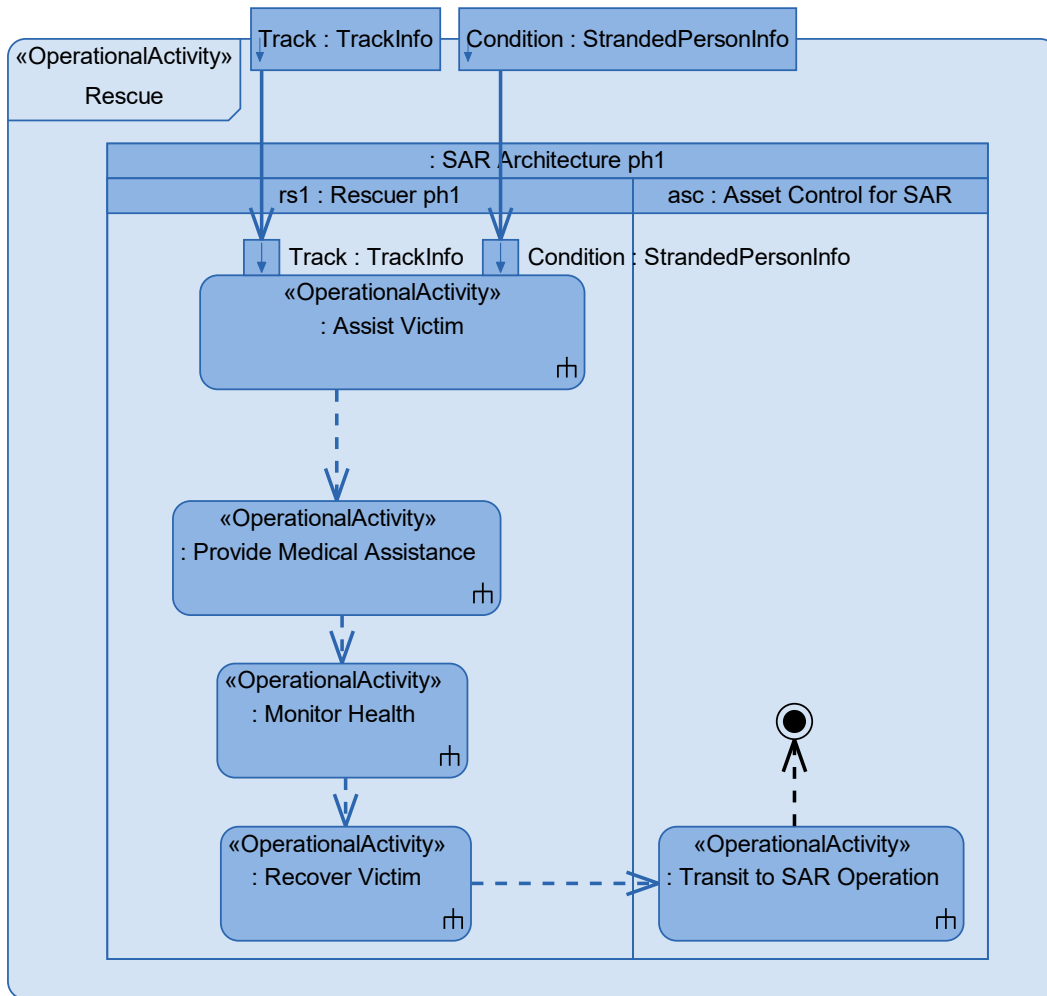 Track : TrackInfo
Condition : StrandedPersonInfo
«OperationalActivity»
Rescue
: SAR Architecture ph1
rs1 : Rescuer ph1
asc : Asset Control for SAR
Track : TrackInfo
Condition : StrandedPersonInfo
«OperationalActivity»
: Assist Victim
«OperationalActivity»
: Provide Medical Assistance
«OperationalActivity»
: Monitor Health
«OperationalActivity»
: Recover Victim
«OperationalActivity»
: Transit to SAR Operation